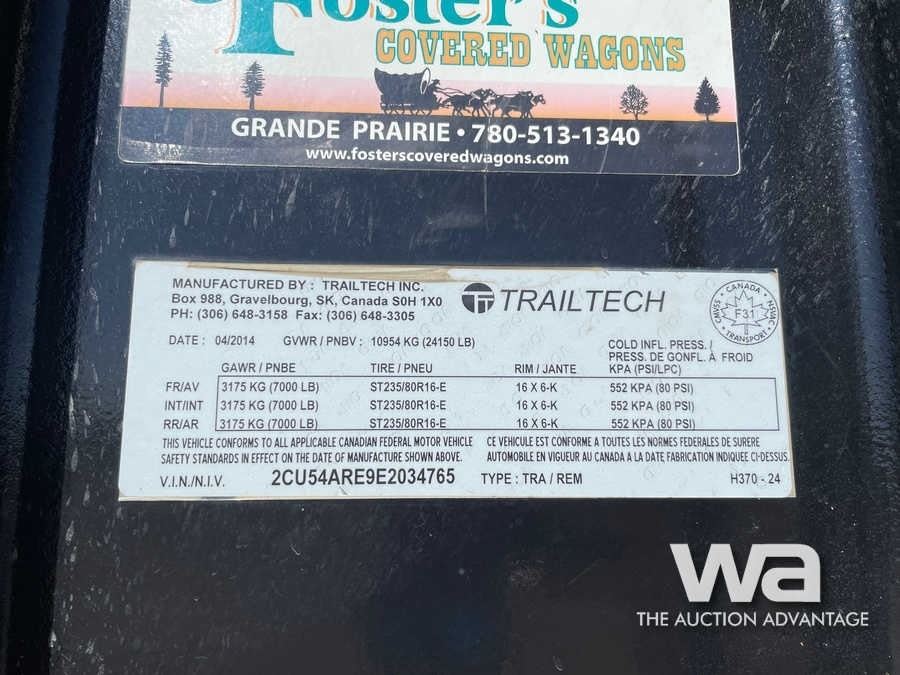 Foster's
COVERED WAGONS
GRANDE PRAIRIE • 780-513-1340
www.fosterscoveredwagons.com
MANUFACTURED BY : TRAILTECH INC.
Box 988, Gravelbourg, SK, Canada S0H 1X0
PH: (306) 648-3158 Fax: (306) 648-3305
TRAILTECH
CANADA
CMVSS NSVAC
F31
TRANSPORT
DATE : 04/2014 GVWR / PNBV : 10954 KG (24150 LB)
COLD INFL. PRESS./
PRESS. DE GONFL. À FROID
GAWR / PNBE TIRE / PNEU RIM / JANTE KPA (PSI/LPC)
FR/AV 3175 KG (7000 LB) ST235/80R16-E 16 X 6-K 552 KPA (80 PSI)
INT/INT 3175 KG (7000 LB) ST235/80R16-E 16 X 6-K 552 KPA (80 PSI)
RR/AR 3175 KG (7000 LB) ST235/80R16-E 16 X 6-K 552 KPA (80 PSI)
THIS VEHICLE CONFORMS TO ALL APPLICABLE CANADIAN FEDERAL MOTOR VEHICLE
SAFETY STANDARDS IN EFFECT ON THE DATE OF MANUFACTURE SHOWN ABOVE.
CE VEHICULE EST CONFORME A TOUTES LES NORMES FEDERALES DE SURERE
AUTOMOBILE EN VIGUEUR AU CANADA A LA DATE FABRICATION INDIQUEE CI-DESSUS.
V.I.N./N.I.V. 2CU54ARE9E2034765 TYPE : TRA / REM H370 - 24
wa
THE AUCTION ADVANTAGE